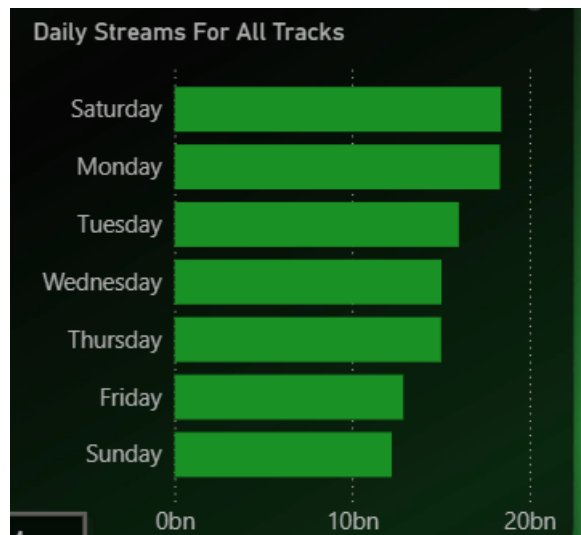 Daily Streams For All Tracks
Saturday
Monday
Tuesday
Wednesday
Thursday
Friday
Sunday
0bn 10bn 20bn